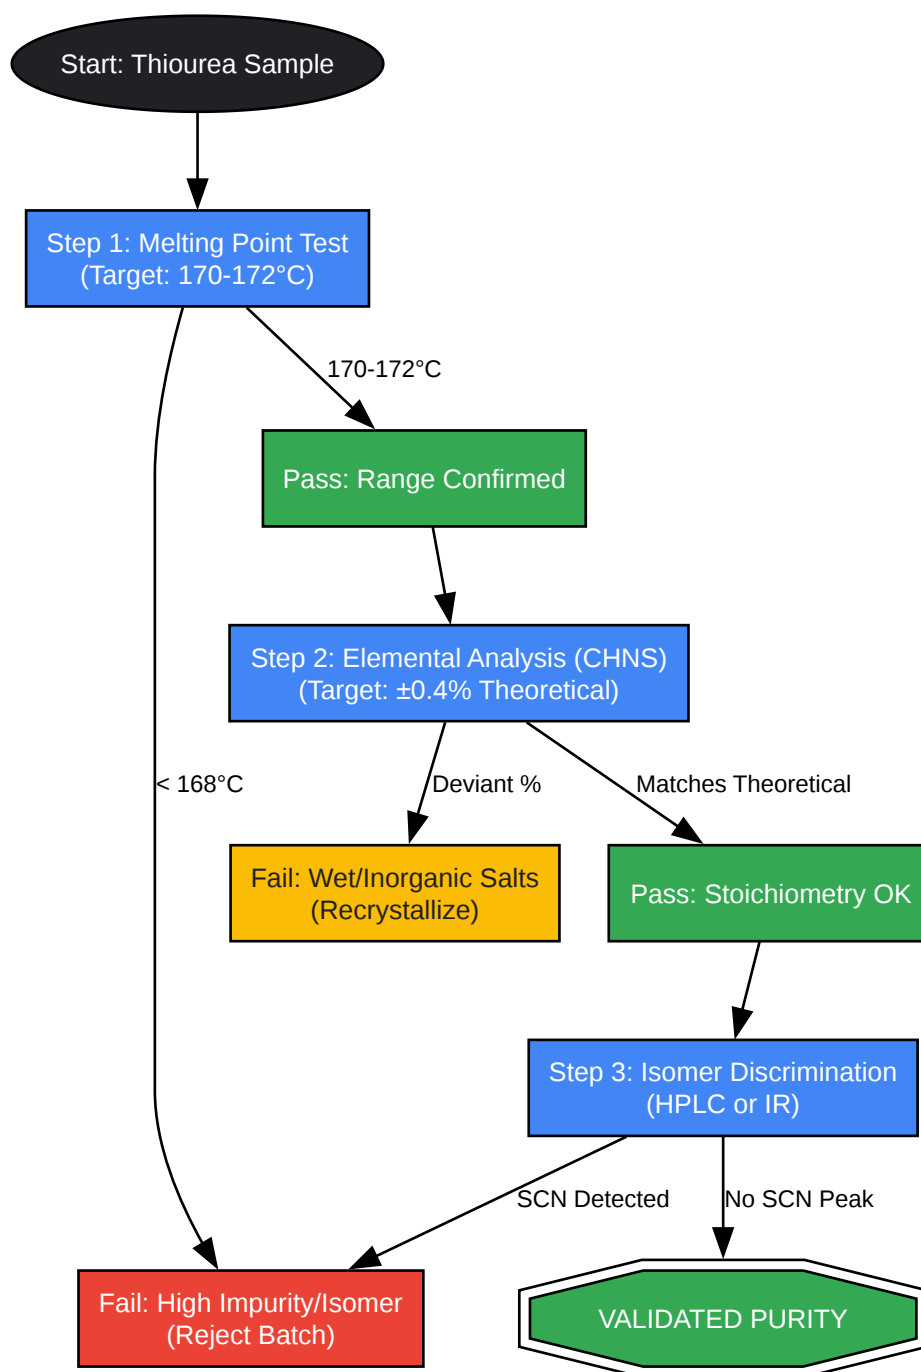 Start: Thiourea Sample
Step 1: Melting Point Test
(Target: 170-172°C)
170-172°C
Pass: Range Confirmed
Step 2: Elemental Analysis (CHNS)
(Target: ±0.4% Theoretical)
< 168°C
Deviant %
Matches Theoretical
Fail: Wet/Inorganic Salts
(Recrystallize)
Pass: Stoichiometry OK
Step 3: Isomer Discrimination
(HPLC or IR)
SCN Detected
No SCN Peak
Fail: High Impurity/Isomer
(Reject Batch)
VALIDATED PURITY